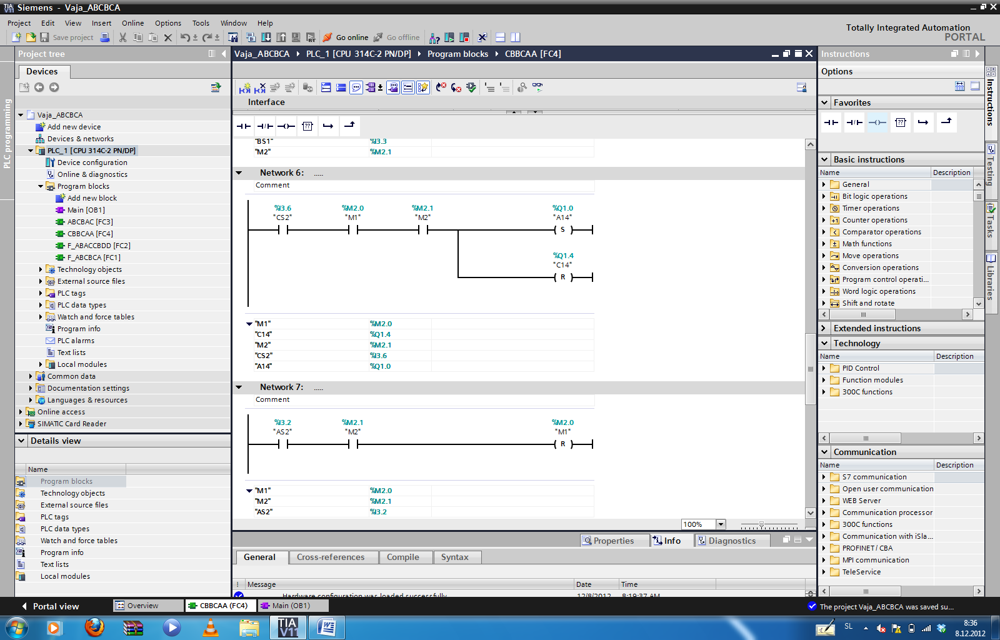 Siemens - Vaja_ABCBCA
Project Edit View Insert Online Options Tools Window Help
Save project Go online Go offline
Totally Integrated Automation
PORTAL
Project tree
Devices
PLC programming
Vaja_ABCBCA
Add new device
Devices & networks
PLC_1 [CPU 314C-2 PN/DP]
Device configuration
Online & diagnostics
Program blocks
Add new block
Main [OB1]
ABCBAC [FC3]
CBBCAA [FC4]
F_ABACCBDD [FC2]
F_ABCBCA [FC1]
Technology objects
External source files
PLC tags
PLC data types
Watch and force tables
Program info
PLC alarms
Text lists
Local modules
Common data
Documentation settings
Languages & resources
Online access
SIMATIC Card Reader
Details view
Name
Program blocks
Technology objects
External source files
PLC tags
PLC data types
Watch and force tables
Program info
Text lists
Local modules
Vaja_ABCBCA PLC_1 [CPU 314C-2 PN/DP] Program blocks CBBCAA [FC4]
Interface
"BS1" %I3.3
"M2" %M2.1
Network 6: .....
Comment
%I3.6 %M2.0 %M2.1 %Q1.0
"CS2" "M1" "M2" "A14"
S
%Q1.4
"C14"
R
"M1" %M2.0
"C14" %Q1.4
"M2" %M2.1
"CS2" %I3.6
"A14" %Q1.0
Network 7: .....
Comment
%I3.2 %M2.1 %M2.0
"AS2" "M2" "M1"
R
"M1" %M2.0
"M2" %M2.1
"AS2" %I3.2
100%
Properties Info Diagnostics
General Cross-references Compile Syntax
! Message Date Time
Hardware configuration was loaded successfully. 12/8/2012 8:19:37 AM
Instructions
Options
Favorites
Basic instructions
Name Description
General
Bit logic operations
Timer operations
Counter operations
Comparator operations
Math functions
Move operations
Conversion operations
Program control operati...
Word logic operations
Shift and rotate
Extended instructions
Technology
Name Description
PID Control
Function modules
300C functions
Communication
Name Description
S7 communication
Open user communication
WEB Server
Communication processor
300C functions
Communication with iSla...
PROFINET / CBA
MPI communication
TeleService
Instructions
Testing
Tasks
Libraries
Portal view Overview CBBCAA (FC4) Main (OB1) The project Vaja_ABCBCA was saved su...
TIA
V11
SL
8:36
8.12.2012